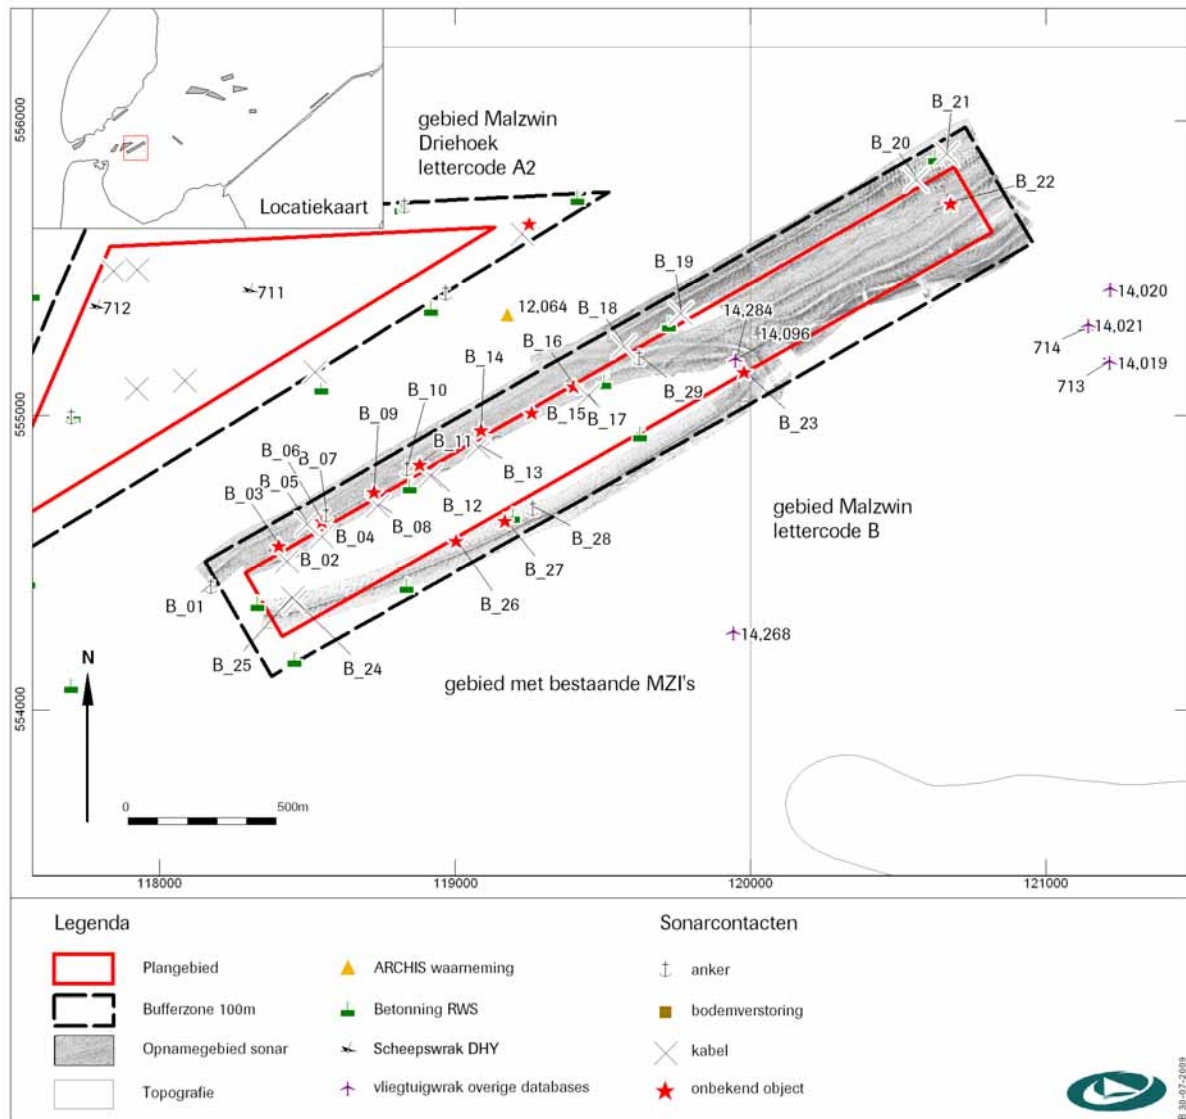 556000
555000
554000
Locatiekaart
gebied Malzwin
Driehoek
lettercode A2
B_21
B_20
B_22
B_19
12,064
B_18
14,284
14,096
14,020
14,021
714
14,019
713
711
712
B_16
B_14
B_29
B_10
B_15
B_17
B_23
B_09
B_11
B_06
B_07
B_13
B_05
B_03
B_12
B_04
B_08
B_02
B_28
B_27
B_01
B_26
B_25
B_24
gebied Malzwin
lettercode B
14,268
gebied met bestaande MZI's
N
0
500m
118000
119000
120000
121000
Legenda
Plangebied
Bufferzone 100m
Opnamegebied sonar
Topografie
ARCHIS waarneming
Betonning RWS
Scheepswrak DHY
vliegtuigwrak overige databases
Sonarcontacten
anker
bodemverstoring
kabel
onbekend object
B 30-07-2009